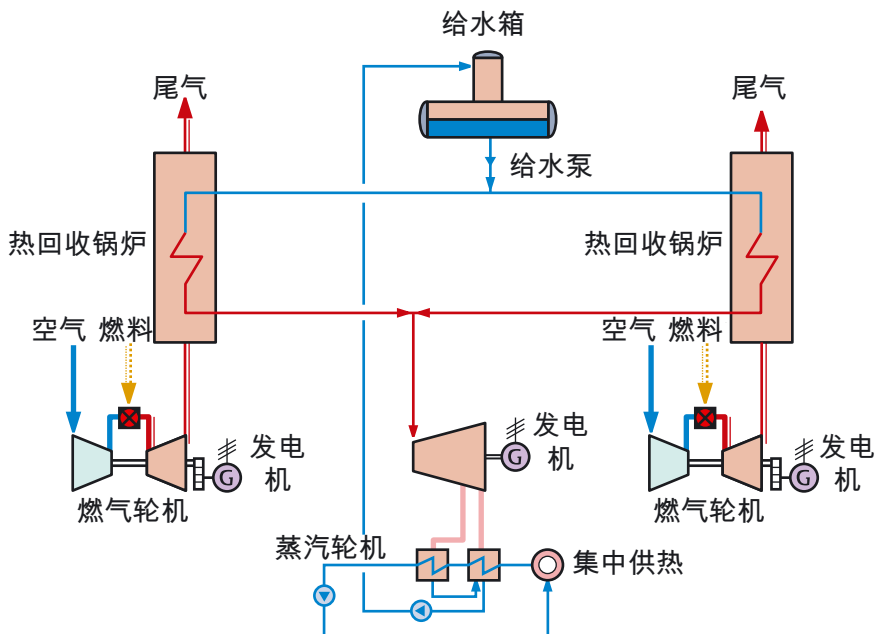 给水箱
尾气
尾气
给水泵
热回收锅炉
热回收锅炉
空气
燃料
空气
燃料
发电
机
G
发电
机
G
发电
机
G
燃气轮机
燃气轮机
蒸汽轮机
集中供热